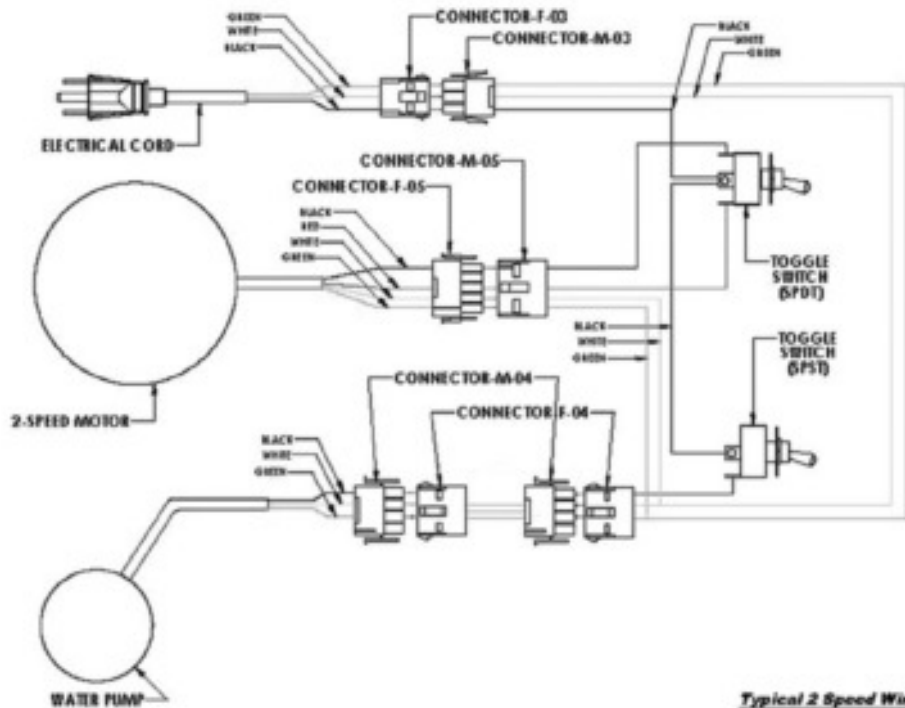 GREEN
WHITE
BLACK
CONNECTOR-F-03
CONNECTOR-M-03
BLACK
WHITE
GREEN
ELECTRICAL CORD
CONNECTOR-M-05
CONNECTOR-F-05
BLACK
RED
WHITE
GREEN
TOGGLE
SWITCH
(SPDT)
BLACK
WHITE
GREEN
TOGGLE
SWITCH
(SPST)
CONNECTOR-M-04
CONNECTOR-F-04
2-SPEED MOTOR
BLACK
WHITE
GREEN
WATER PUMP
Typical 2 Speed Wi